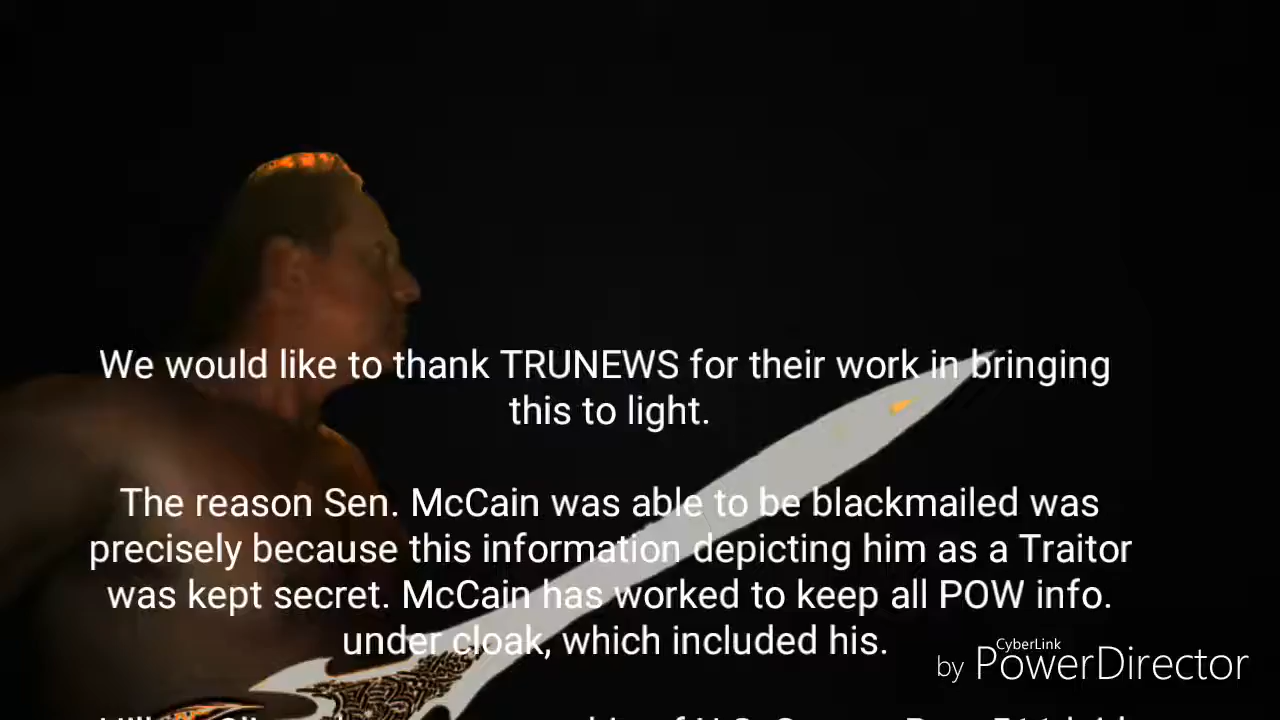 We would like to thank TRUNEWS for their work in bringing
this to light.
The reason Sen. McCain was able to be blackmailed was
precisely because this information depicting him as a Traitor
was kept secret. McCain has worked to keep all POW info.
under cloak, which included his.
CyberLink
by PowerDirector